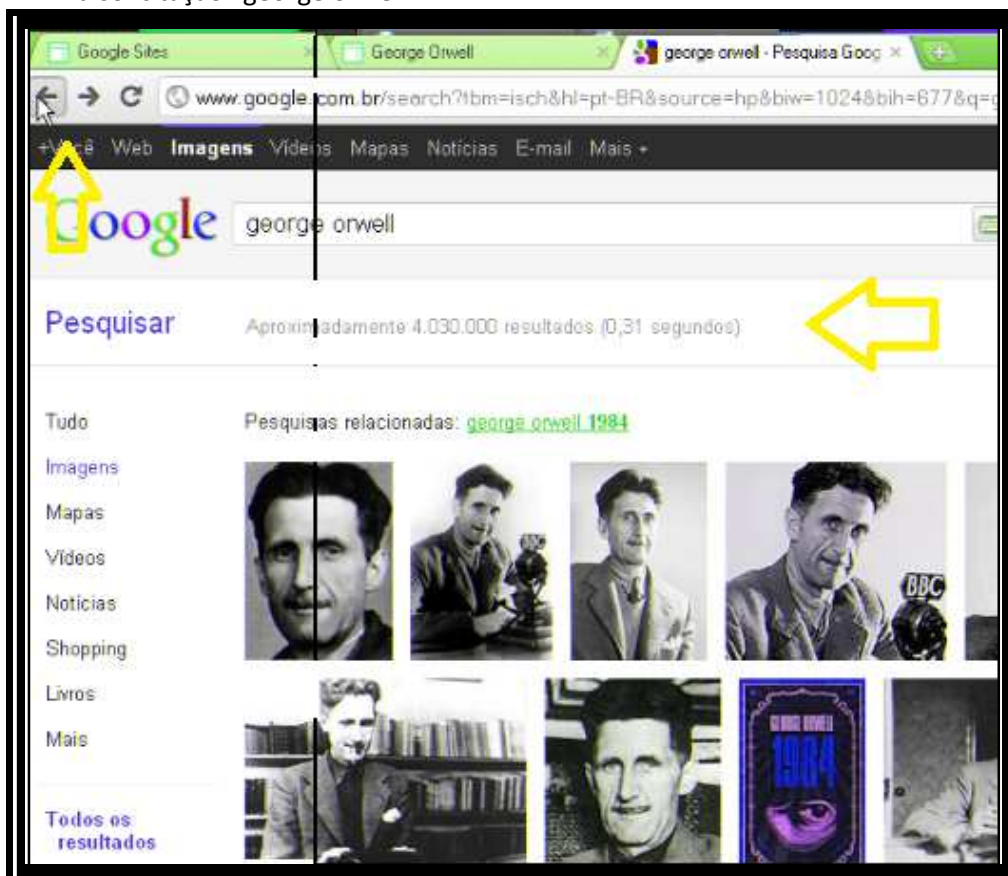 Google Sites
George Orwell
george orwell - Pesquisa Goog
www.google.com.br/search?tbm=isch&hl=pt-BR&source=hp&biw=1024&bih=677&q=g
+Você Web Imagens Vídeos Mapas Notícias E-mail Mais
Google george orwell
Pesquisar Aproximadamente 4.030.000 resultados (0,31 segundos)
Tudo
Pesquisas relacionadas: george orwell 1984
Imagens
Mapas
Vídeos
Notícias
Shopping
Livros
Mais
Todos os
resultados
BBC
BBC
GEORGE ORWELL
1984